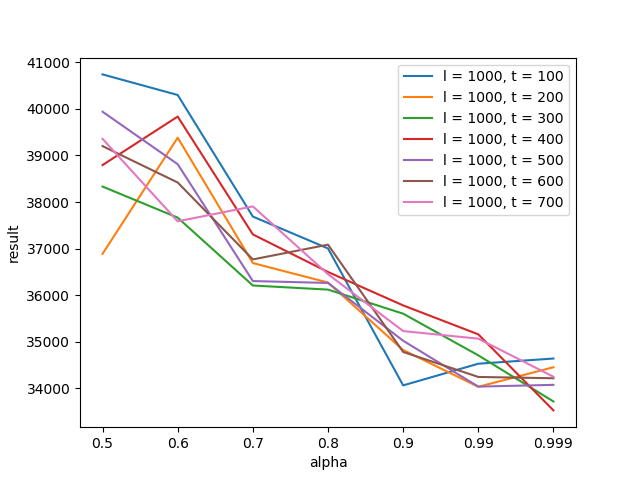 41000
40000
39000
38000
37000
36000
35000
34000
result
0.5 0.6 0.7 0.8 0.9 0.99 0.999
alpha
l = 1000, t = 100
l = 1000, t = 200
l = 1000, t = 300
l = 1000, t = 400
l = 1000, t = 500
l = 1000, t = 600
l = 1000, t = 700